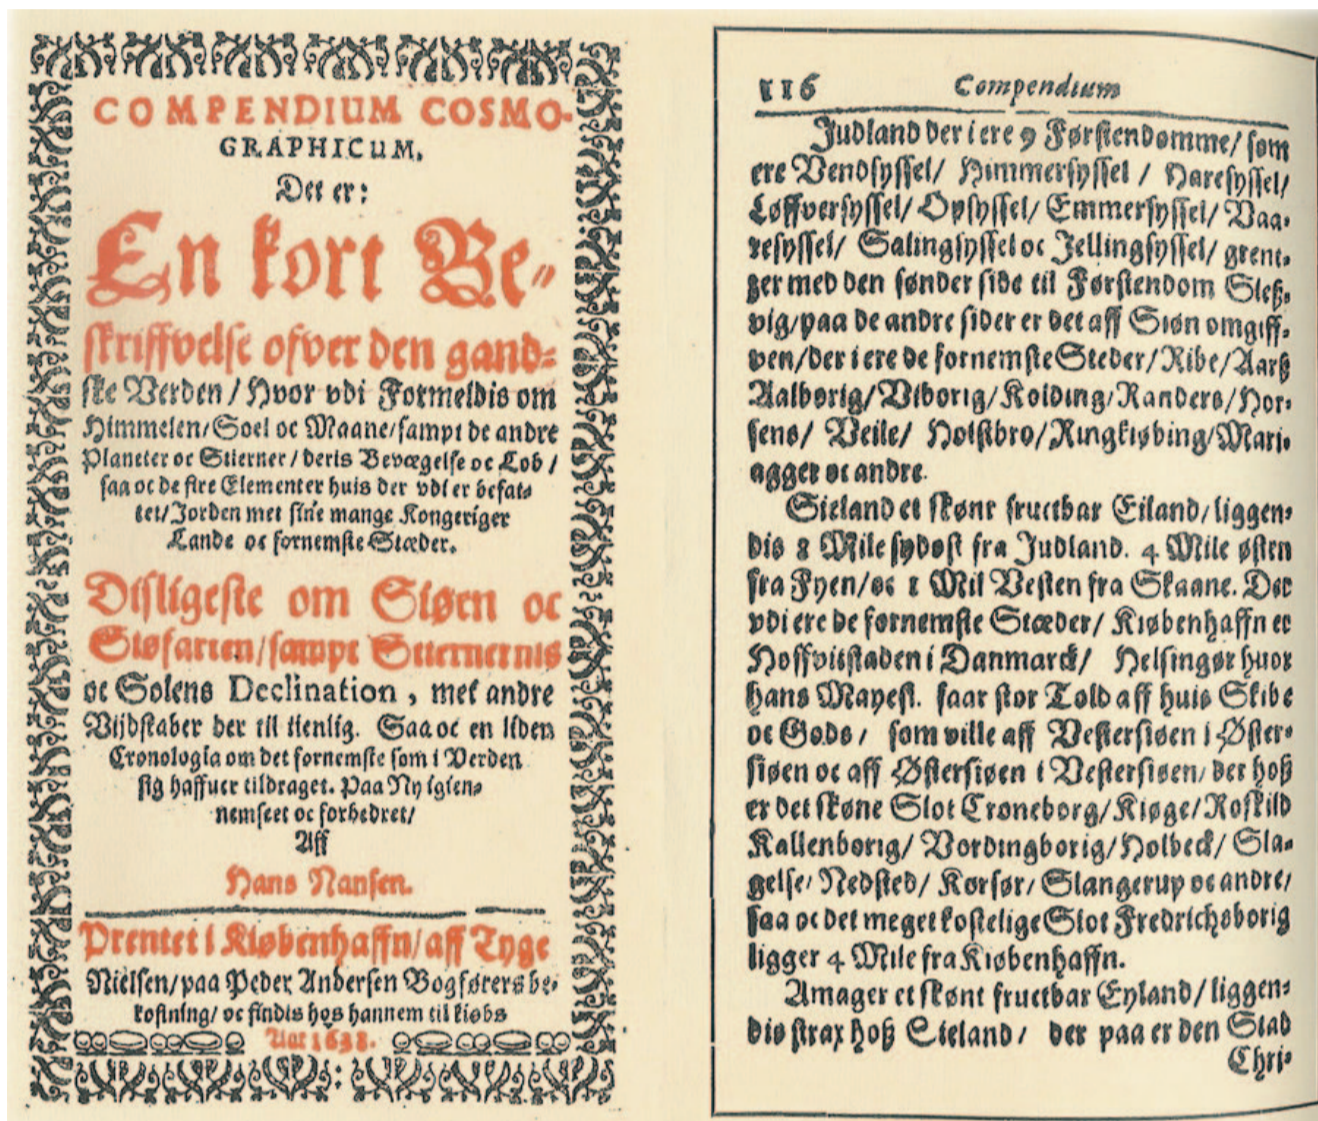 COMPENDIUM COSMO-
GRAPHICUM,
Det er:
En kort Be-
skriffvelse ofver den gand-
ske Verden / Hvor vdi Formeldis om
Himmelen/Soel oc Maane/sampt de andre
Planeter oc Stierner / deris Bevægelse oc Lob /
saa oc de fire Elementer huis der vdi er befat-
tet/Jorden met sine mange Kongeriger
Lande oc fornemste Stæder.
Disligeste om Siøen oc
Siøfarten/sampt Stiernernis
oc Solens Declination, met andre
Vijdskaber her til tienlig. Saa oc en liden
Cronologia om det fornemste som i Verden
sig haffuer tildraget. Paa Ny igien-
nemseet oc forbedret/
Aff
Hans Nansen.
Prentet i Kiøbenhaffn/aff Tyge
Nielsen/paa Peder Andersen Bogførers be-
kostning/ oc findis hos hannem til kiøbs
1638.
116 Compendium
Judland der i ere 9 Førstendomme/ som
ere Vendsyssel/ Himmersyssel / Haresyssel/
Løffversyssel/ Opsyssel/ Emmersyssel/ Vaa-
resyssel/ Salingsyssel oc Jellingsyssel/ grent-
zer med den sønder side til Førstendom Sleß-
vig/paa de andre sider er det aff Siøn omgiff-
ven/der i ere de fornemste Steder/Ribe/Aarß
Aalborig/Viborig/Kolding/Randers/Hor-
sens/ Veile/ Holstbro/Ringkiøbing/Mari-
agger oc andre.
Sieland et skønt fructbar Eiland/liggen-
dis 8 Mile sydost fra Judland. 4 Mile østen
fra Fyen/oc 1 Mil Vesten fra Skaane. Der
vdi ere de fornemste Stæder/ Kiøbenhaffn er
Hoffvitstaden i Danmarck/ Helsingør huor
hans Mayest. faar stor Told aff huis Skibe
oc Gods / som ville aff Vestersiøen i Øster-
siøen oc aff Østersiøen i Vestersiøen/der hoß
er det skøne Slot Croneborg/Kiøge/Roskild
Kallenborig/ Vordingborig/Holbeck/ Sla-
gelse/ Nedsted/ Korsør/Slangerup oc andre/
saa oc det meget kostelige Slot Fredrichsborig
ligger 4 Mile fra Kiøbenhaffn.
Amager et skønt fructbar Eyland/liggen-
dis strax hoß Sieland/ der paa er den Stad
Chri-